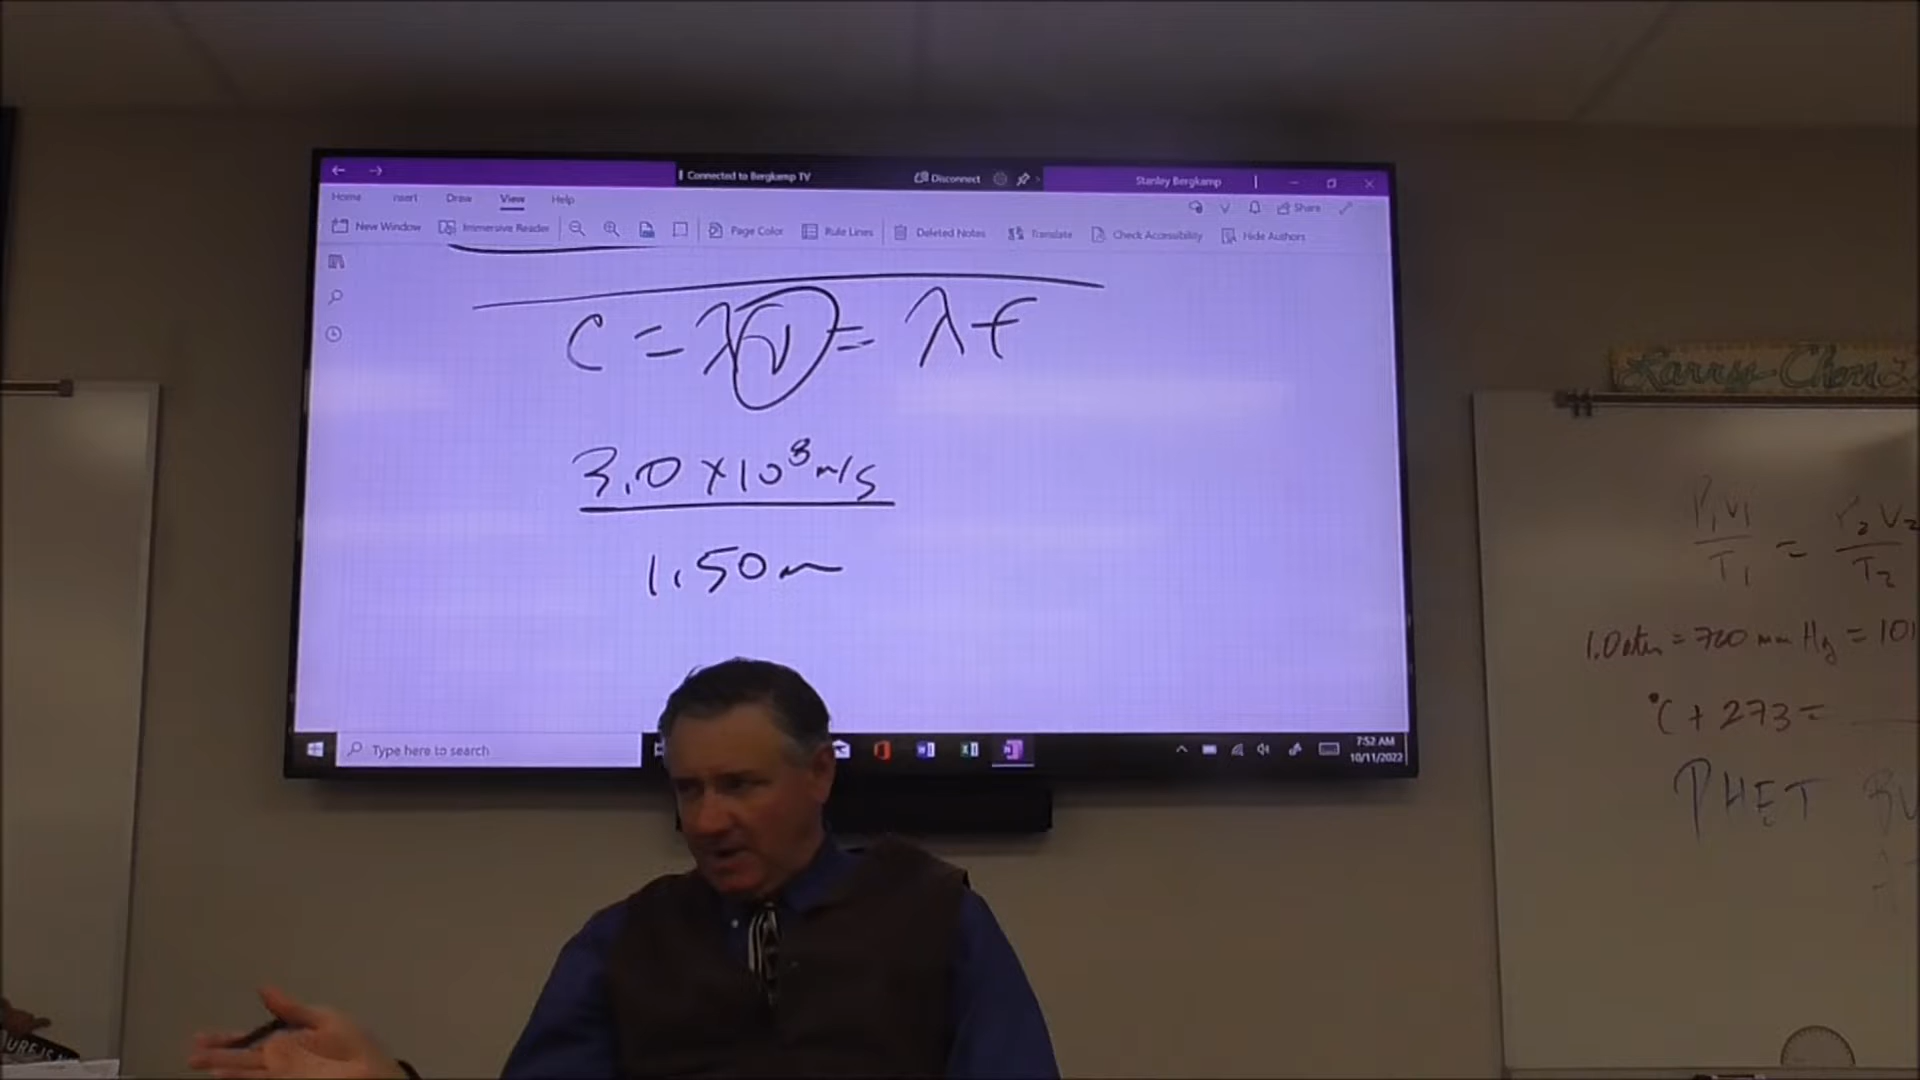 Connected to Bergkamp TV
Disconnect
Stanley Bergkamp
Home nsert Draw View Help
Share
New Window Immersive Reader Page Color Rule Lines Deleted Notes Translate Check Accessibility Hide Authors
C = λν = λf
3.0 × 10⁸ m/s
1.50 m
Type here to search
7:52 AM
10/11/2022
P₁V₁ = P₂V₂
T₁ T₂
1.0 atm = 760 mm Hg = 101
°C + 273 =
PHET